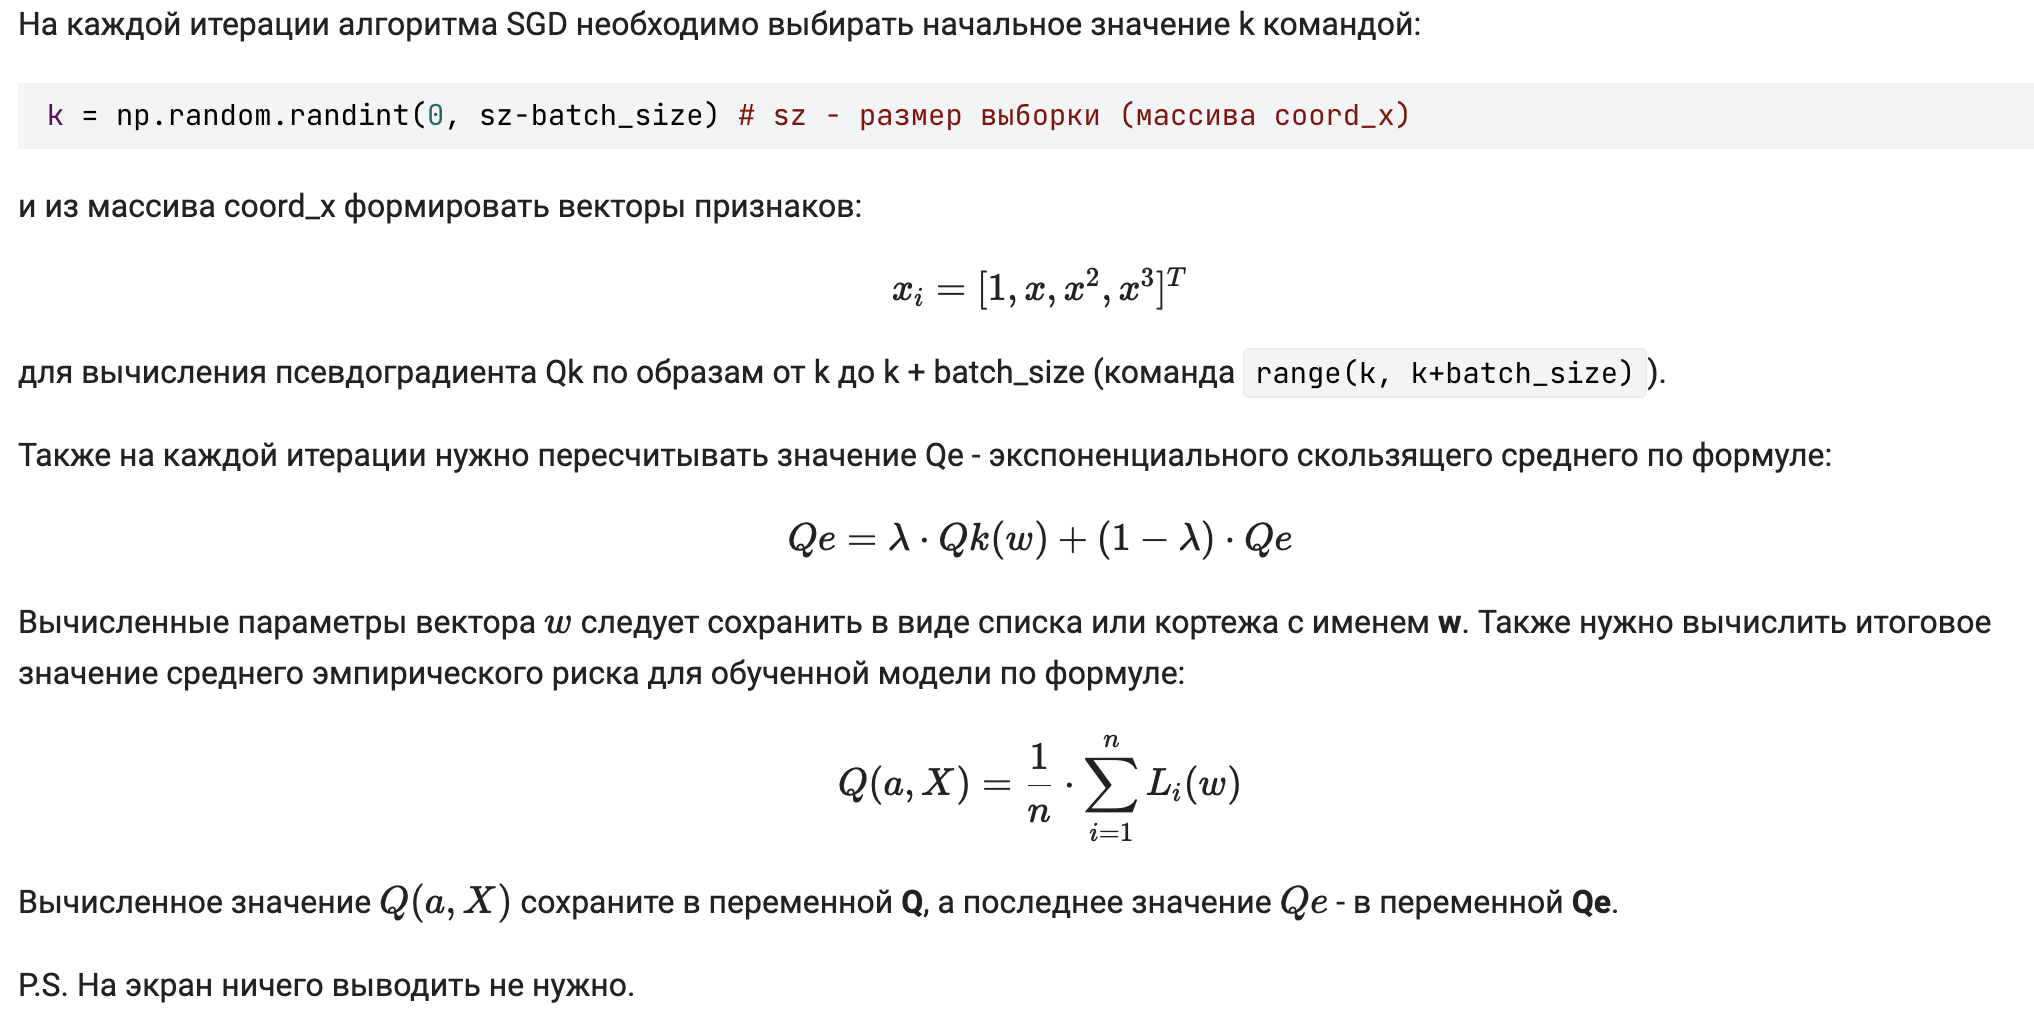 На каждой итерации алгоритма SGD необходимо выбирать начальное значение k командой:
k = np.random.randint(0, sz-batch_size) # sz - размер выборки (массива coord_x)
и из массива coord_x формировать векторы признаков:
x_i = [1, x, x^2, x^3]^T
для вычисления псевдоградиента Qk по образам от k до k + batch_size (команда range(k, k+batch_size) ).
Также на каждой итерации нужно пересчитывать значение Qe - экспоненциального скользящего среднего по формуле:
Qe = λ · Qk(w) + (1 − λ) · Qe
Вычисленные параметры вектора w следует сохранить в виде списка или кортежа с именем w. Также нужно вычислить итоговое
значение среднего эмпирического риска для обученной модели по формуле:
Q(a, X) = \frac{1}{n} · \sum_{i=1}^{n} L_i(w)
Вычисленное значение Q(a, X) сохраните в переменной Q, а последнее значение Qe - в переменной Qe.
P.S. На экран ничего выводить не нужно.